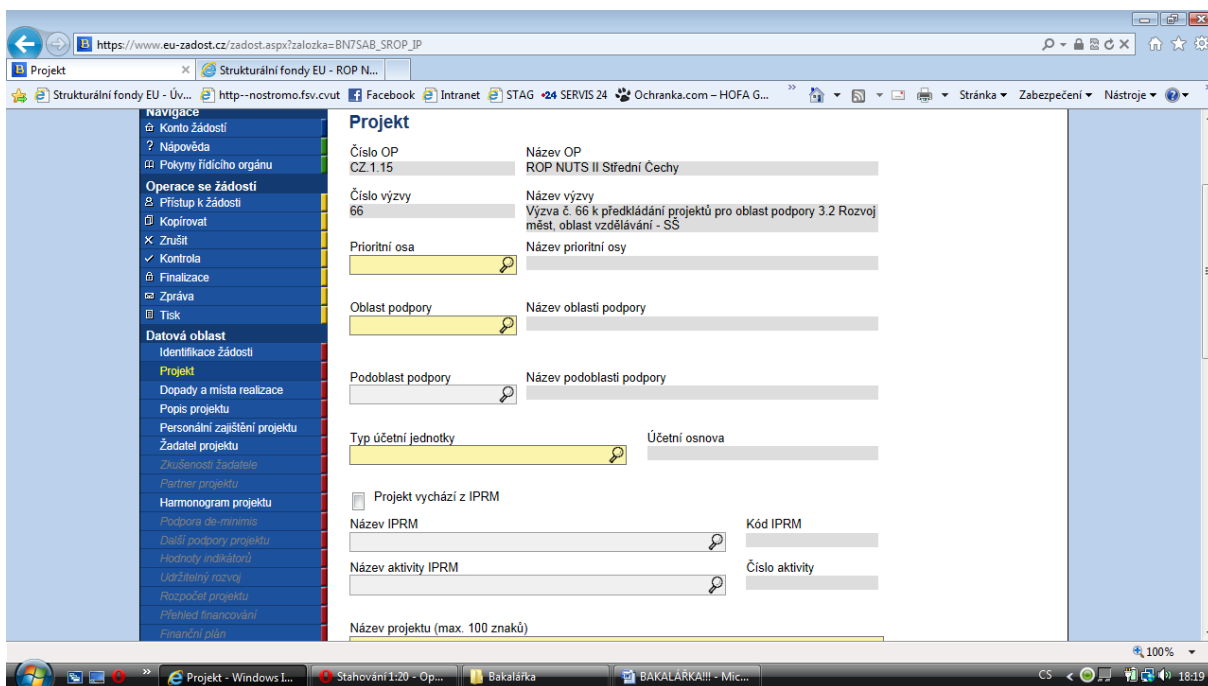 https://www.eu-zadost.cz/zadost.aspx?zalozka=BN7SAB_SROP_IP
Projekt
Strukturální fondy EU - ROP N...
Strukturální fondy EU - Úv...
http--nostromo.fsv.cvut
Facebook
Intranet
STAG
24 SERVIS 24
Ochranka.com – HOFA G...
Stránka
Zabezpečení
Nástroje
Navigace
Konto žádostí
Nápověda
Pokyny řídícího orgánu
Operace se žádostí
Přístup k žádosti
Kopírovat
Zrušit
Kontrola
Finalizace
Zpráva
Tisk
Datová oblast
Identifikace žádosti
Projekt
Dopady a místa realizace
Popis projektu
Personální zajištění projektu
Žadatel projektu
Zkušenosti žadatele
Partner projektu
Harmonogram projektu
Podpora de-minimis
Další podpory projektu
Hodnoty indikátorů
Udržitelný rozvoj
Rozpočet projektu
Přehled financování
Finanční plán
Projekt
Číslo OP
Název OP
CZ.1.15
ROP NUTS II Střední Čechy
Číslo výzvy
Název výzvy
66
Výzva č. 66 k předkládání projektů pro oblast podpory 3.2 Rozvoj
měst, oblast vzdělávání - SŠ
Prioritní osa
Název prioritní osy
Oblast podpory
Název oblasti podpory
Podoblast podpory
Název podoblasti podpory
Typ účetní jednotky
Účetní osnova
Projekt vychází z IPRM
Název IPRM
Kód IPRM
Název aktivity IPRM
Číslo aktivity
Název projektu (max. 100 znaků)
100%
Projekt - Windows I...
Stahování 1:20 - Op...
Bakalářka
BAKALÁŘKA!!! - Mic...
CS
18:19